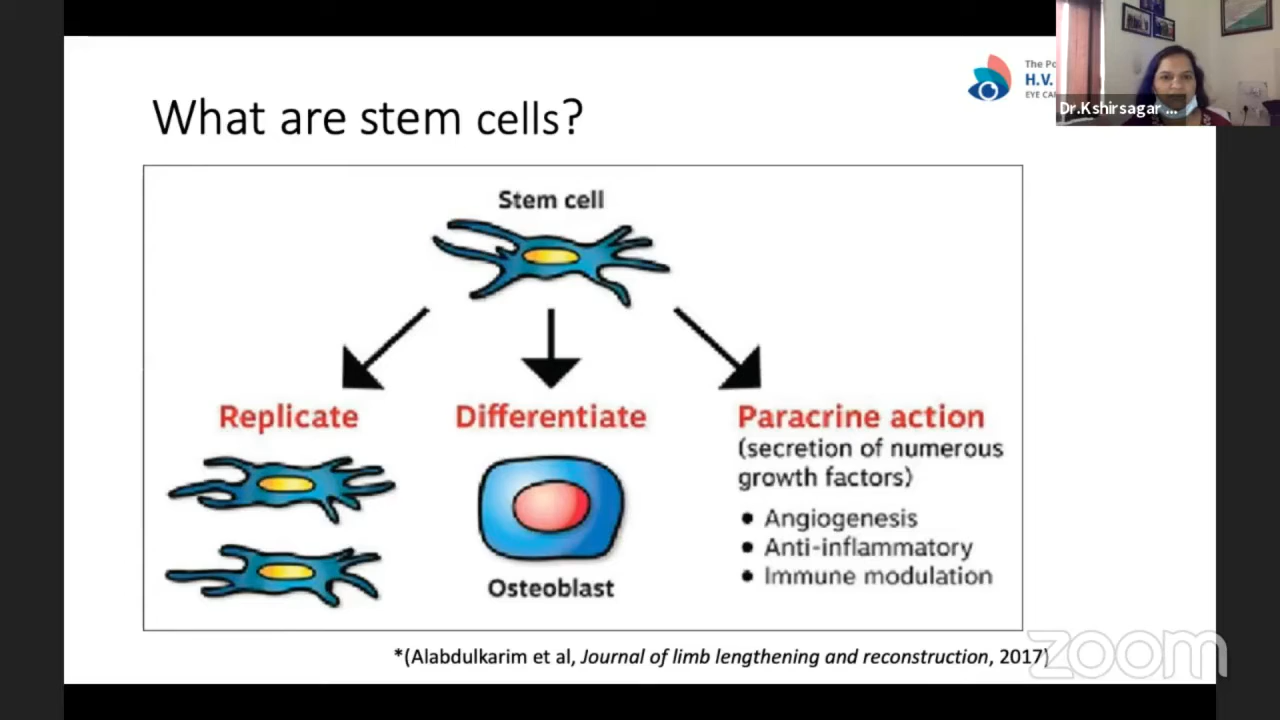 The Po
H.V.
EYE CA
Dr.Kshirsagar ...
What are stem cells?
Stem cell
Replicate
Differentiate
Paracrine action
(secretion of numerous
growth factors)
• Angiogenesis
• Anti-inflammatory
• Immune modulation
Osteoblast
*(Alabdulkarim et al, Journal of limb lengthening and reconstruction, 2017)
zoom